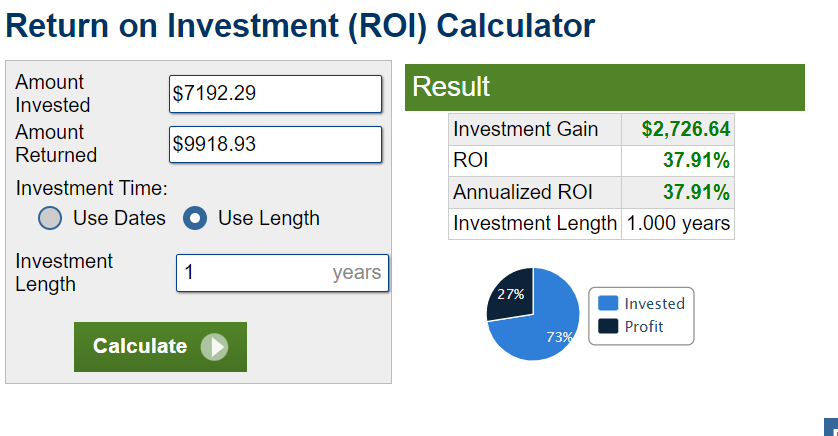 Return on Investment (ROI) Calculator
Amount
Invested
$7192.29
Amount
Returned
$9918.93
Investment Time:
Use Dates Use Length
Investment
Length
1 years
Calculate
Result
Investment Gain $2,726.64
ROI 37.91%
Annualized ROI 37.91%
Investment Length 1.000 years
27%
73%
Invested
Profit